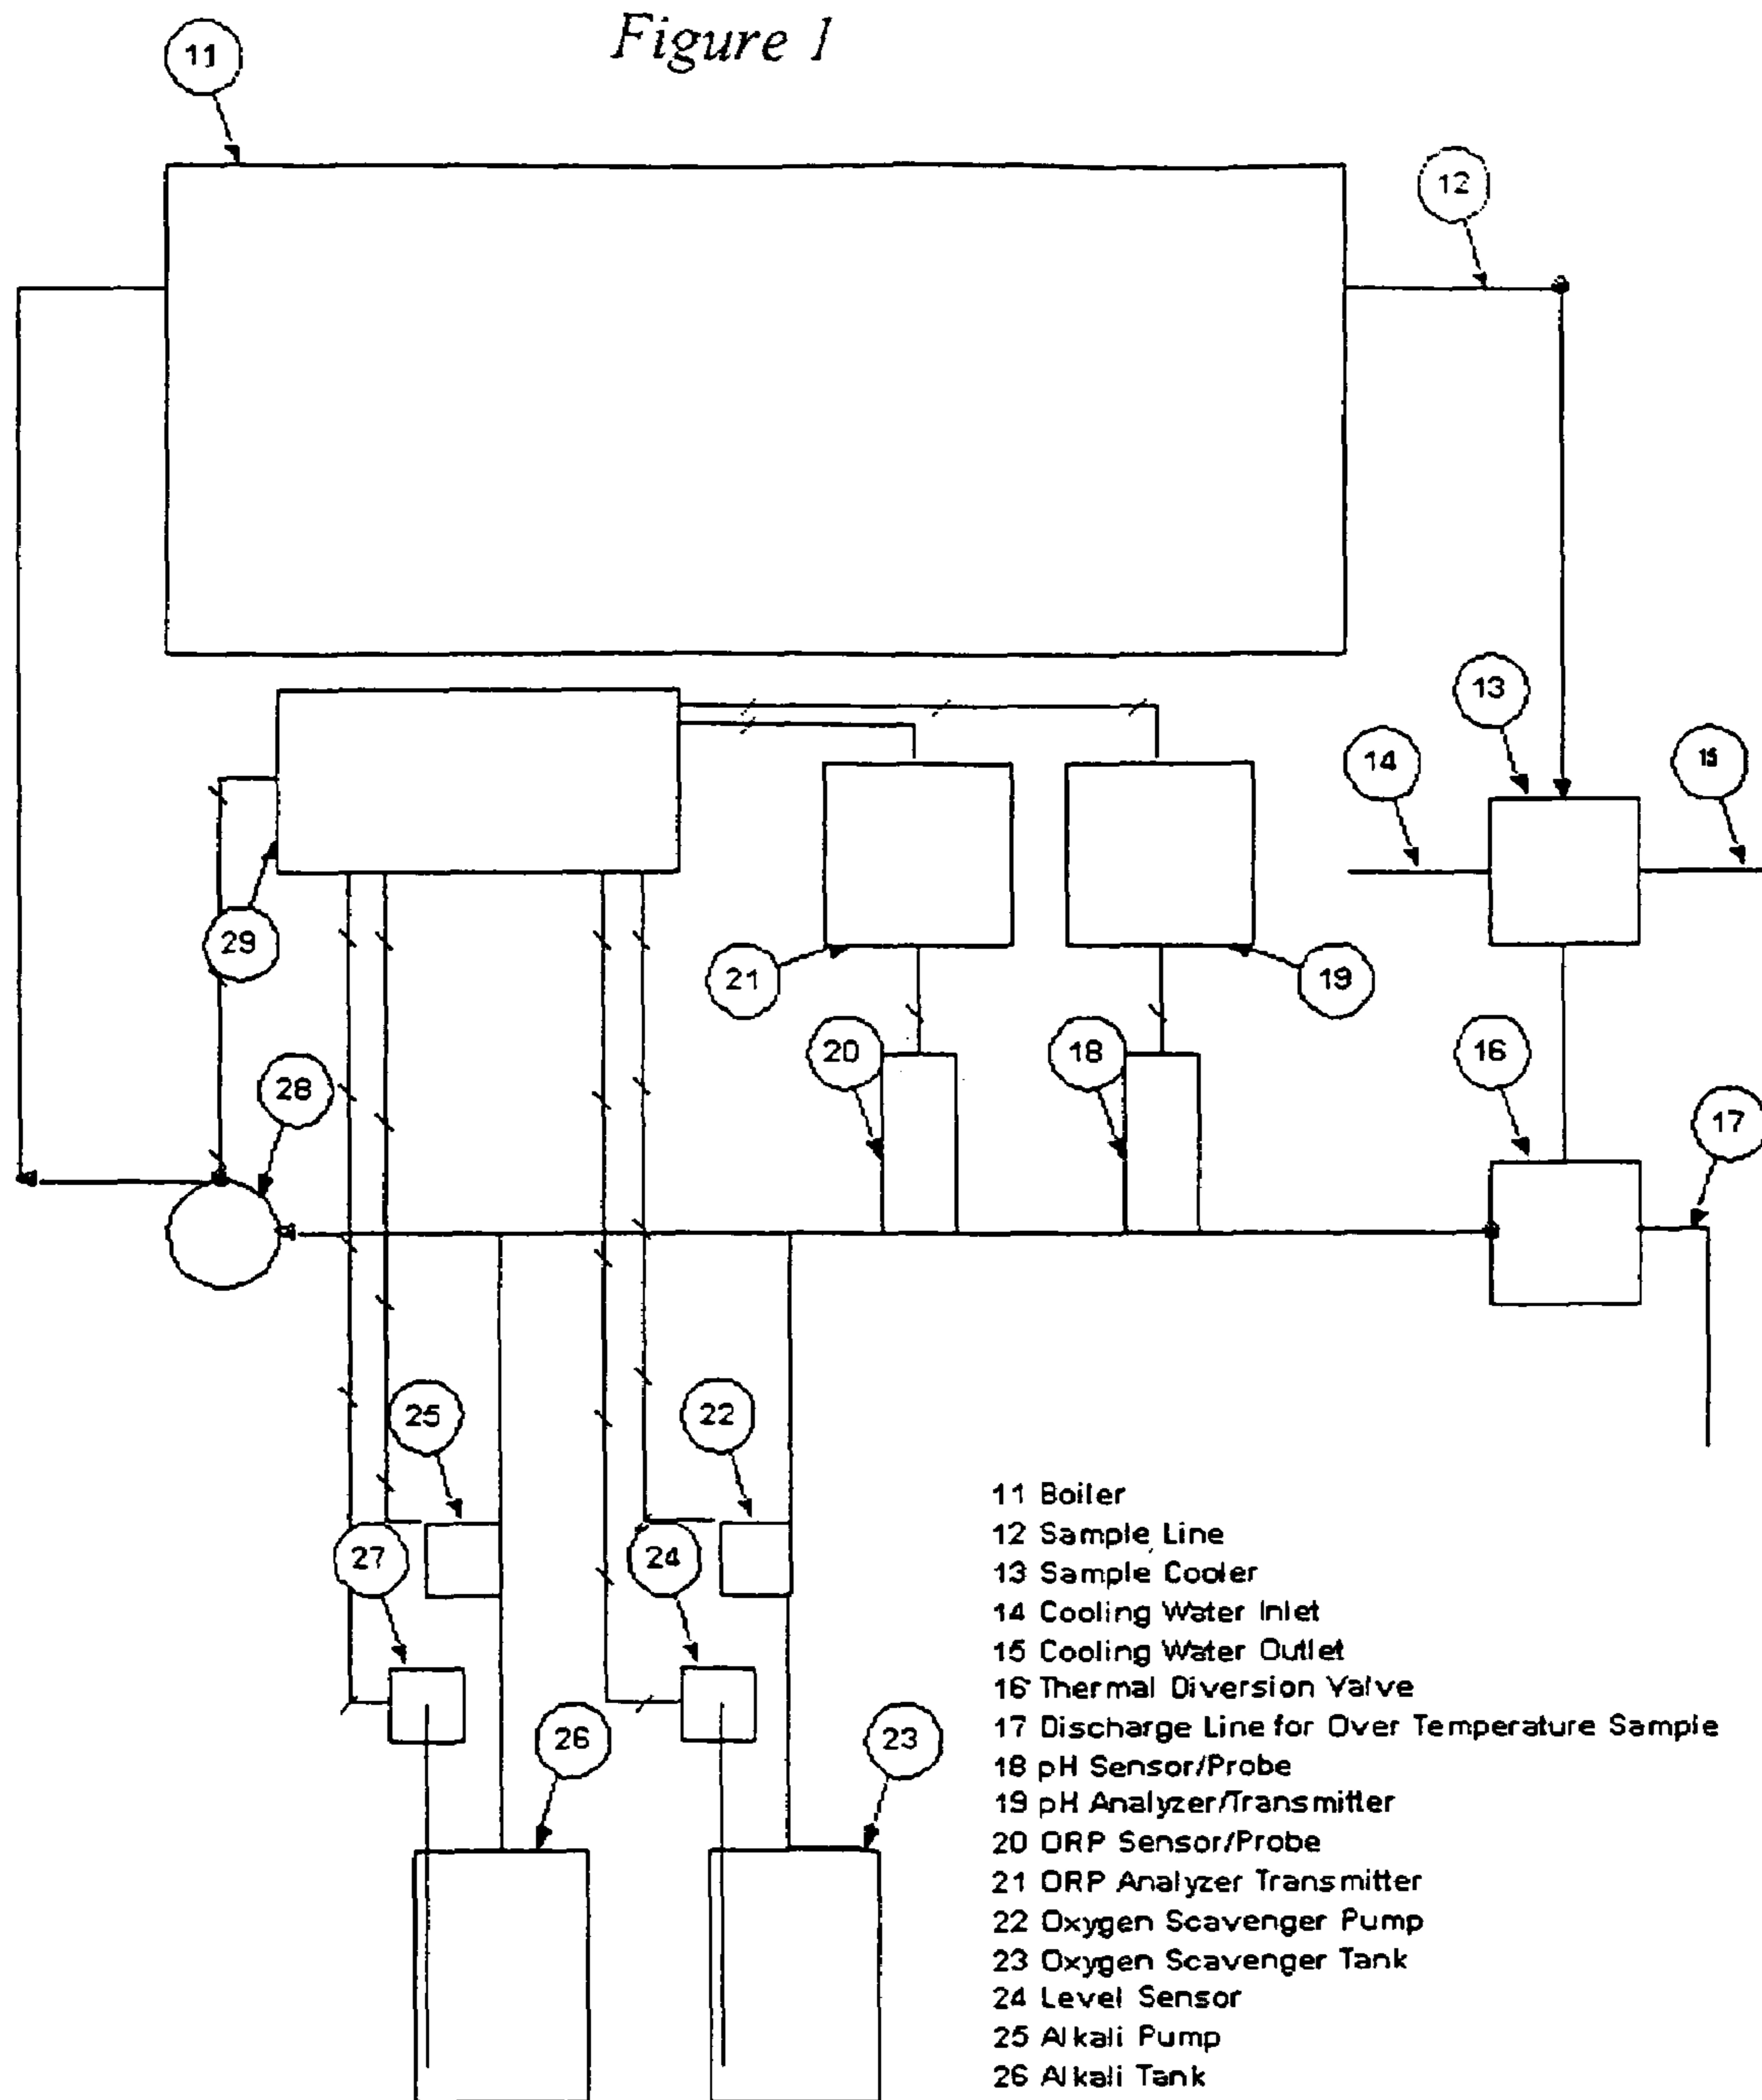 Figure 1
11
12
13
14
15
29
21
19
20
18
16
28
17
25
22
27
24
26
23
11 Boiler
12 Sample Line
13 Sample Cooler
14 Cooling Water Inlet
15 Cooling Water Outlet
16 Thermal Diversion Valve
17 Discharge Line for Over Temperature Sample
18 pH Sensor/Probe
19 pH Analyzer/Transmitter
20 ORP Sensor/Probe
21 ORP Analyzer Transmitter
22 Oxygen Scavenger Pump
23 Oxygen Scavenger Tank
24 Level Sensor
25 Alkali Pump
26 Alkali Tank